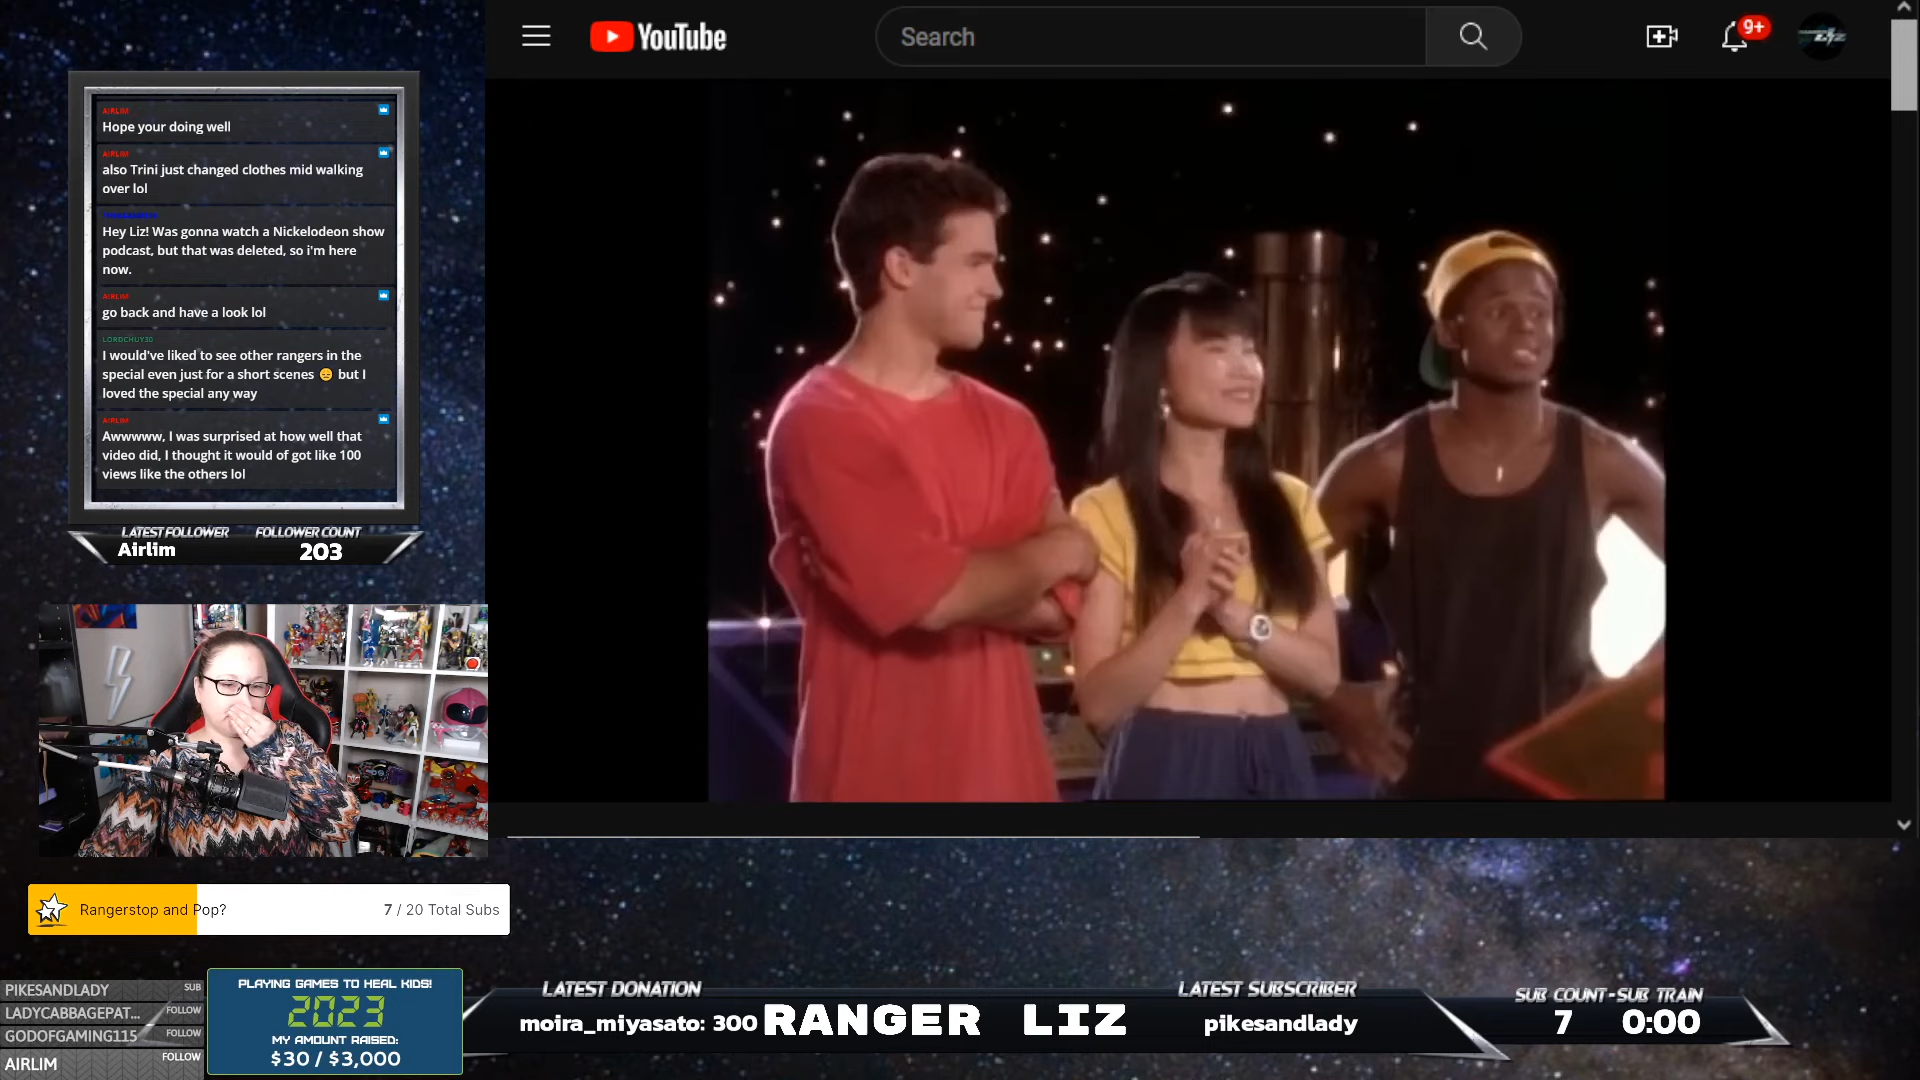 YouTube
Search
9+
AIRLIM
Hope your doing well
AIRLIM
also Trini just changed clothes mid walking
over lol
Hey Liz! Was gonna watch a Nickelodeon show
podcast, but that was deleted, so i'm here
now.
AIRLIM
go back and have a look lol
LORDCHUY30
I would've liked to see other rangers in the
special even just for a short scenes 😔 but I
loved the special any way
AIRLIM
Awwwww, I was surprised at how well that
video did, I thought it would of got like 100
views like the others lol
LATEST FOLLOWER
Airlim
FOLLOWER COUNT
203
Rangerstop and Pop?
7 / 20 Total Subs
PIKESANDLADY SUB
LADYCABBAGEPAT... FOLLOW
GODOFGAMING115 FOLLOW
AIRLIM FOLLOW
PLAYING GAMES TO HEAL KIDS!
2023
MY AMOUNT RAISED:
$30 / $3,000
LATEST DONATION
moira_miyasato: 300
RANGER LIZ
LATEST SUBSCRIBER
pikesandlady
SUB COUNT-SUB TRAIN
7 0:00